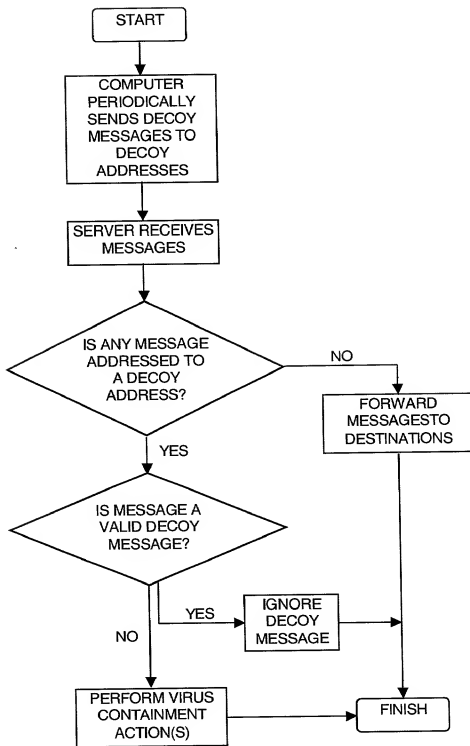 START
COMPUTER
PERIODICALLY
SENDS DECOY
MESSAGES TO
DECOY
ADDRESSES
SERVER RECEIVES
MESSAGES
IS ANY MESSAGE
ADDRESSED TO
A DECOY
ADDRESS?
NO
FORWARD
MESSAGESTO
DESTINATIONS
YES
IS MESSAGE A
VALID DECOY
MESSAGE?
YES
IGNORE
DECOY
MESSAGE
NO
PERFORM VIRUS
CONTAINMENT
ACTION(S)
FINISH